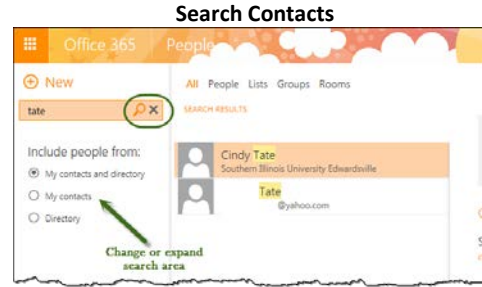 Search Contacts
Office 365 People
New
All People Lists Groups Rooms
tate
SEARCH RESULTS
Include people from:
My contacts and directory
My contacts
Directory
Cindy Tate
Southern Illinois University Edwardsville
Tate
@yahoo.com
Change or expand
search area